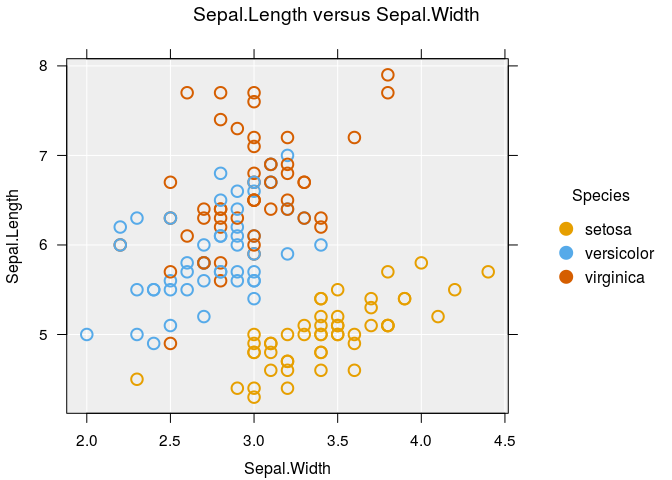 Sepal.Length versus Sepal.Width
8
7
6
5
Sepal.Length
2.0 2.5 3.0 3.5 4.0 4.5
Sepal.Width
Species
setosa
versicolor
virginica